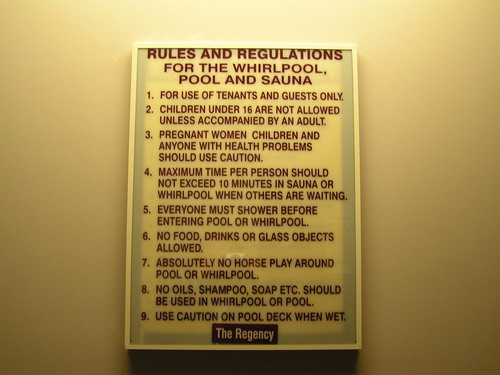 RULES AND REGULATIONS
FOR THE WHIRLPOOL,
POOL AND SAUNA
1. FOR USE OF TENANTS AND GUESTS ONLY.
2. CHILDREN UNDER 16 ARE NOT ALLOWED
UNLESS ACCOMPANIED BY AN ADULT.
3. PREGNANT WOMEN CHILDREN AND
ANYONE WITH HEALTH PROBLEMS
SHOULD USE CAUTION.
4. MAXIMUM TIME PER PERSON SHOULD
NOT EXCEED 10 MINUTES IN SAUNA OR
WHIRLPOOL WHEN OTHERS ARE WAITING.
5. EVERYONE MUST SHOWER BEFORE
ENTERING POOL OR WHIRLPOOL.
6. NO FOOD, DRINKS OR GLASS OBJECTS
ALLOWED.
7. ABSOLUTELY NO HORSE PLAY AROUND
POOL OR WHIRLPOOL.
8. NO OILS, SHAMPOO, SOAP ETC. SHOULD
BE USED IN WHIRLPOOL OR POOL.
9. USE CAUTION ON POOL DECK WHEN WET.
The Regency